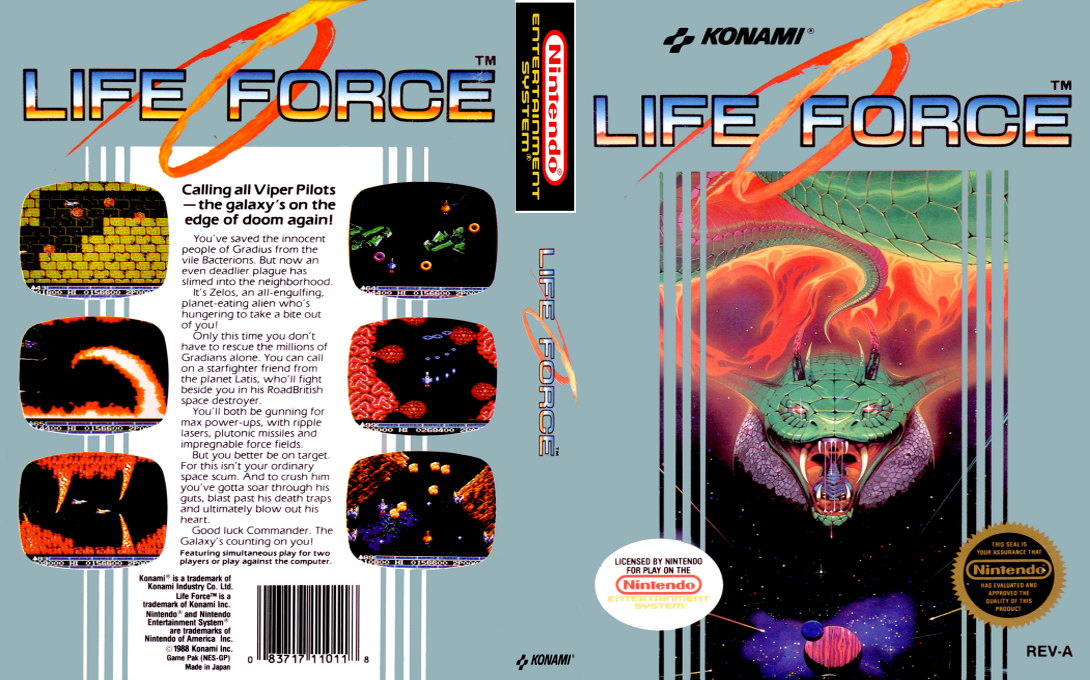 LIFE FORCE™
Calling all Viper Pilots
—the galaxy's on the
edge of doom again!
You've saved the innocent
people of Gradius from the
vile Bacterions. But now an
even deadlier plague has
slimed into the neighborhood.
It's Zelos, an all-engulfing,
planet-eating alien who's
hungering to take a bite out
of you!
Only this time you don't
have to rescue the millions of
Gradians alone. You can call
on a starfighter friend from
the planet Latis, who'll fight
beside you in his RoadBritish
space destroyer.
You'll both be gunning for
max power-ups, with ripple
lasers, plutonic missiles and
impregnable force fields.
But you better be on target.
For this isn't your ordinary
space scum. And to crush him
you've gotta soar through his
guts, blast past his death traps
and ultimately blow out his
heart.
Good luck Commander. The
Galaxy's counting on you!
Featuring simultaneous play for two
players or play against the computer.
Konami® is a trademark of
Konami Industry Co. Ltd.
Life Force™ is a
trademark of Konami Inc.
Nintendo® and Nintendo
Entertainment System®
are trademarks of
Nintendo of America Inc.
© 1988 Konami Inc.
Game Pak (NES-GP)
Made in Japan
0 83717 11011 8
Nintendo®
ENTERTAINMENT
SYSTEM®
LIFE FORCE™
KONAMI®
KONAMI®
LIFE FORCE™
LICENSED BY NINTENDO
FOR PLAY ON THE
Nintendo
ENTERTAINMENT
SYSTEM
THIS SEAL IS
YOUR ASSURANCE THAT
Nintendo
HAS EVALUATED AND
APPROVED THE
QUALITY OF THIS
PRODUCT.
REV-A